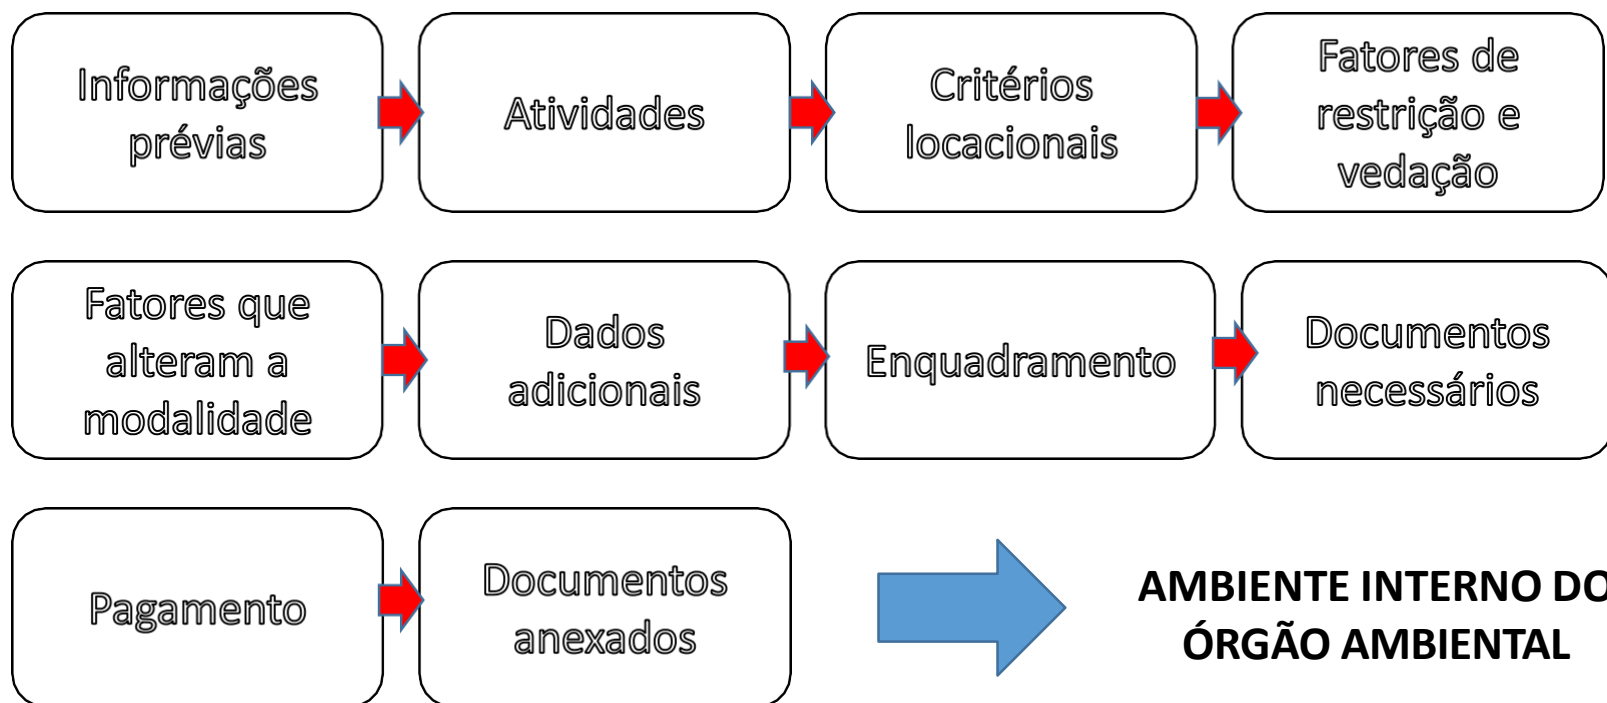 Informações
prévias
Atividades
Critérios
locacionais
Fatores de
restrição e
vedação
Fatores que
alteram a
modalidade
Dados
adicionais
Enquadramento
Documentos
necessários
Pagamento
Documentos
anexados
AMBIENTE INTERNO DO
ÓRGÃO AMBIENTAL